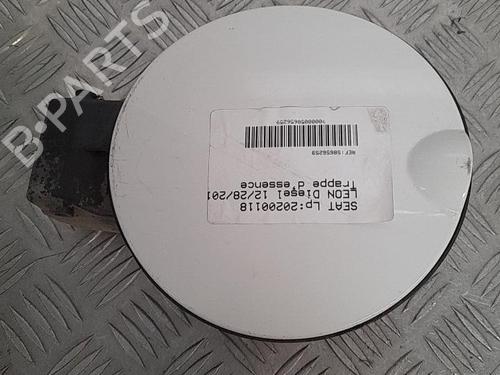 B-PARTS
SEAT Lp:20200118
LEON Diesel 12/28/201
Trappe d'essence
REF:58656259